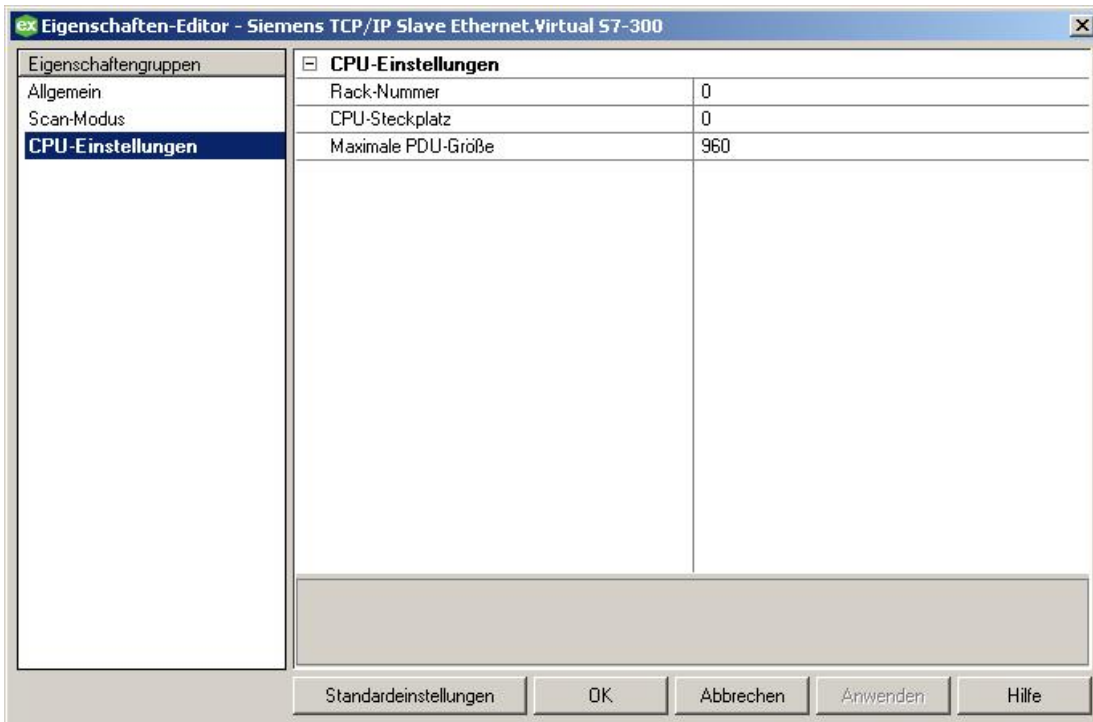 ex Eigenschaften-Editor - Siemens TCP/IP Slave Ethernet.Virtual S7-300
Eigenschaftengruppen
Allgemein
Scan-Modus
CPU-Einstellungen
CPU-Einstellungen
Rack-Nummer 0
CPU-Steckplatz 0
Maximale PDU-Größe 960
Standardeinstellungen OK Abbrechen Anwenden Hilfe